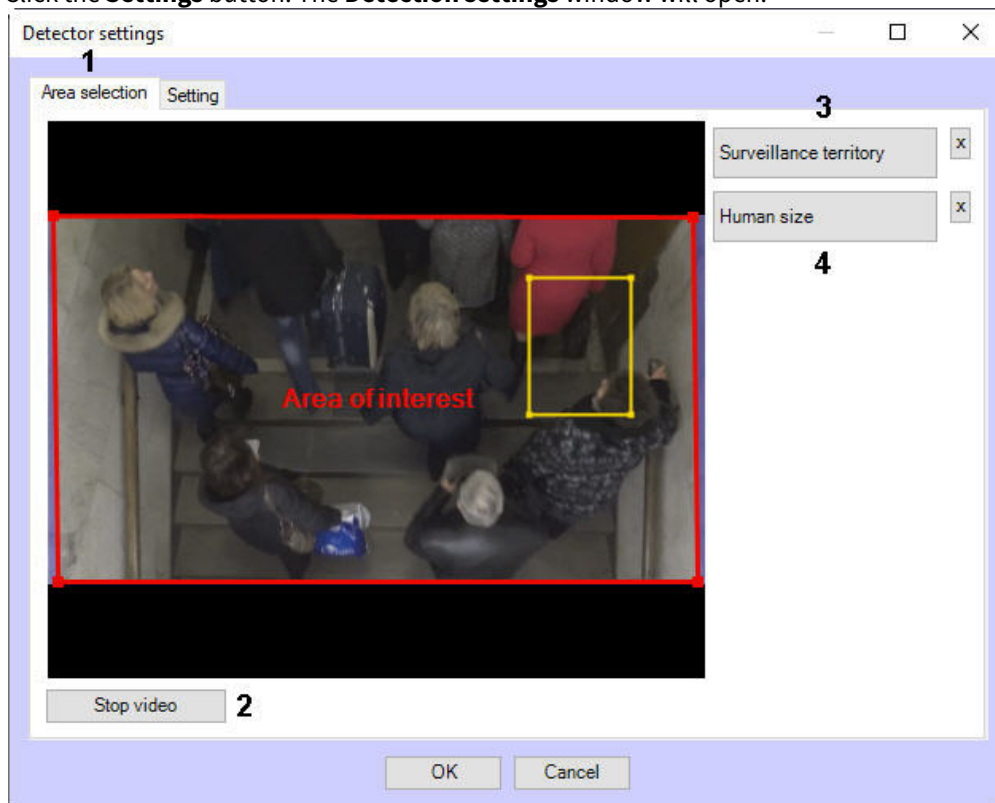 Click the Settings button. The Detection settings window will open.
Detector settings
1
Area selection Setting
3
Surveillance territory x
Human size x
4
Area of interest
Stop video 2
OK Cancel